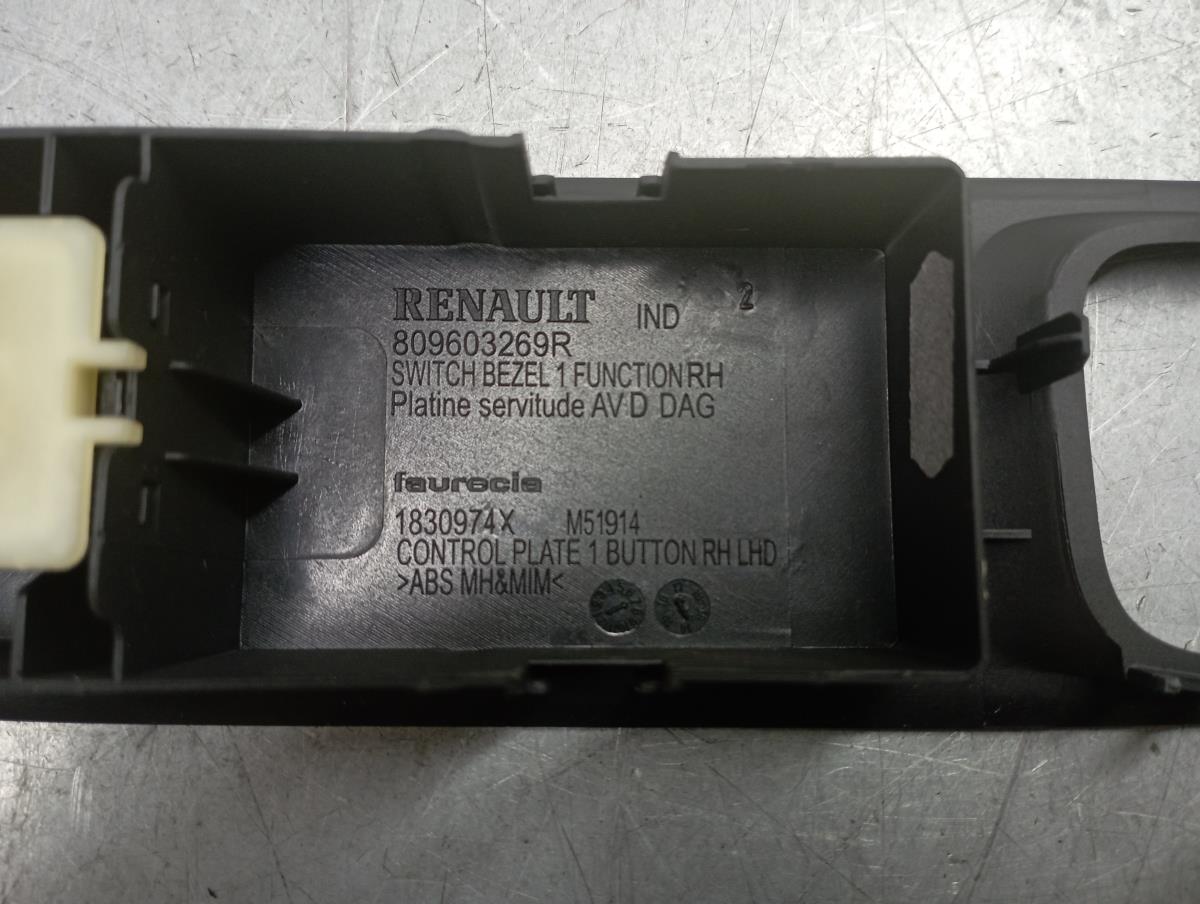 RENAULT IND 2
809603269R
SWITCH BEZEL 1 FUNCTION RH
Platine servitude AVD DAG
faurecia
1830974X M51914
CONTROL PLATE 1 BUTTON RH LHD
>ABS MH&MIM<